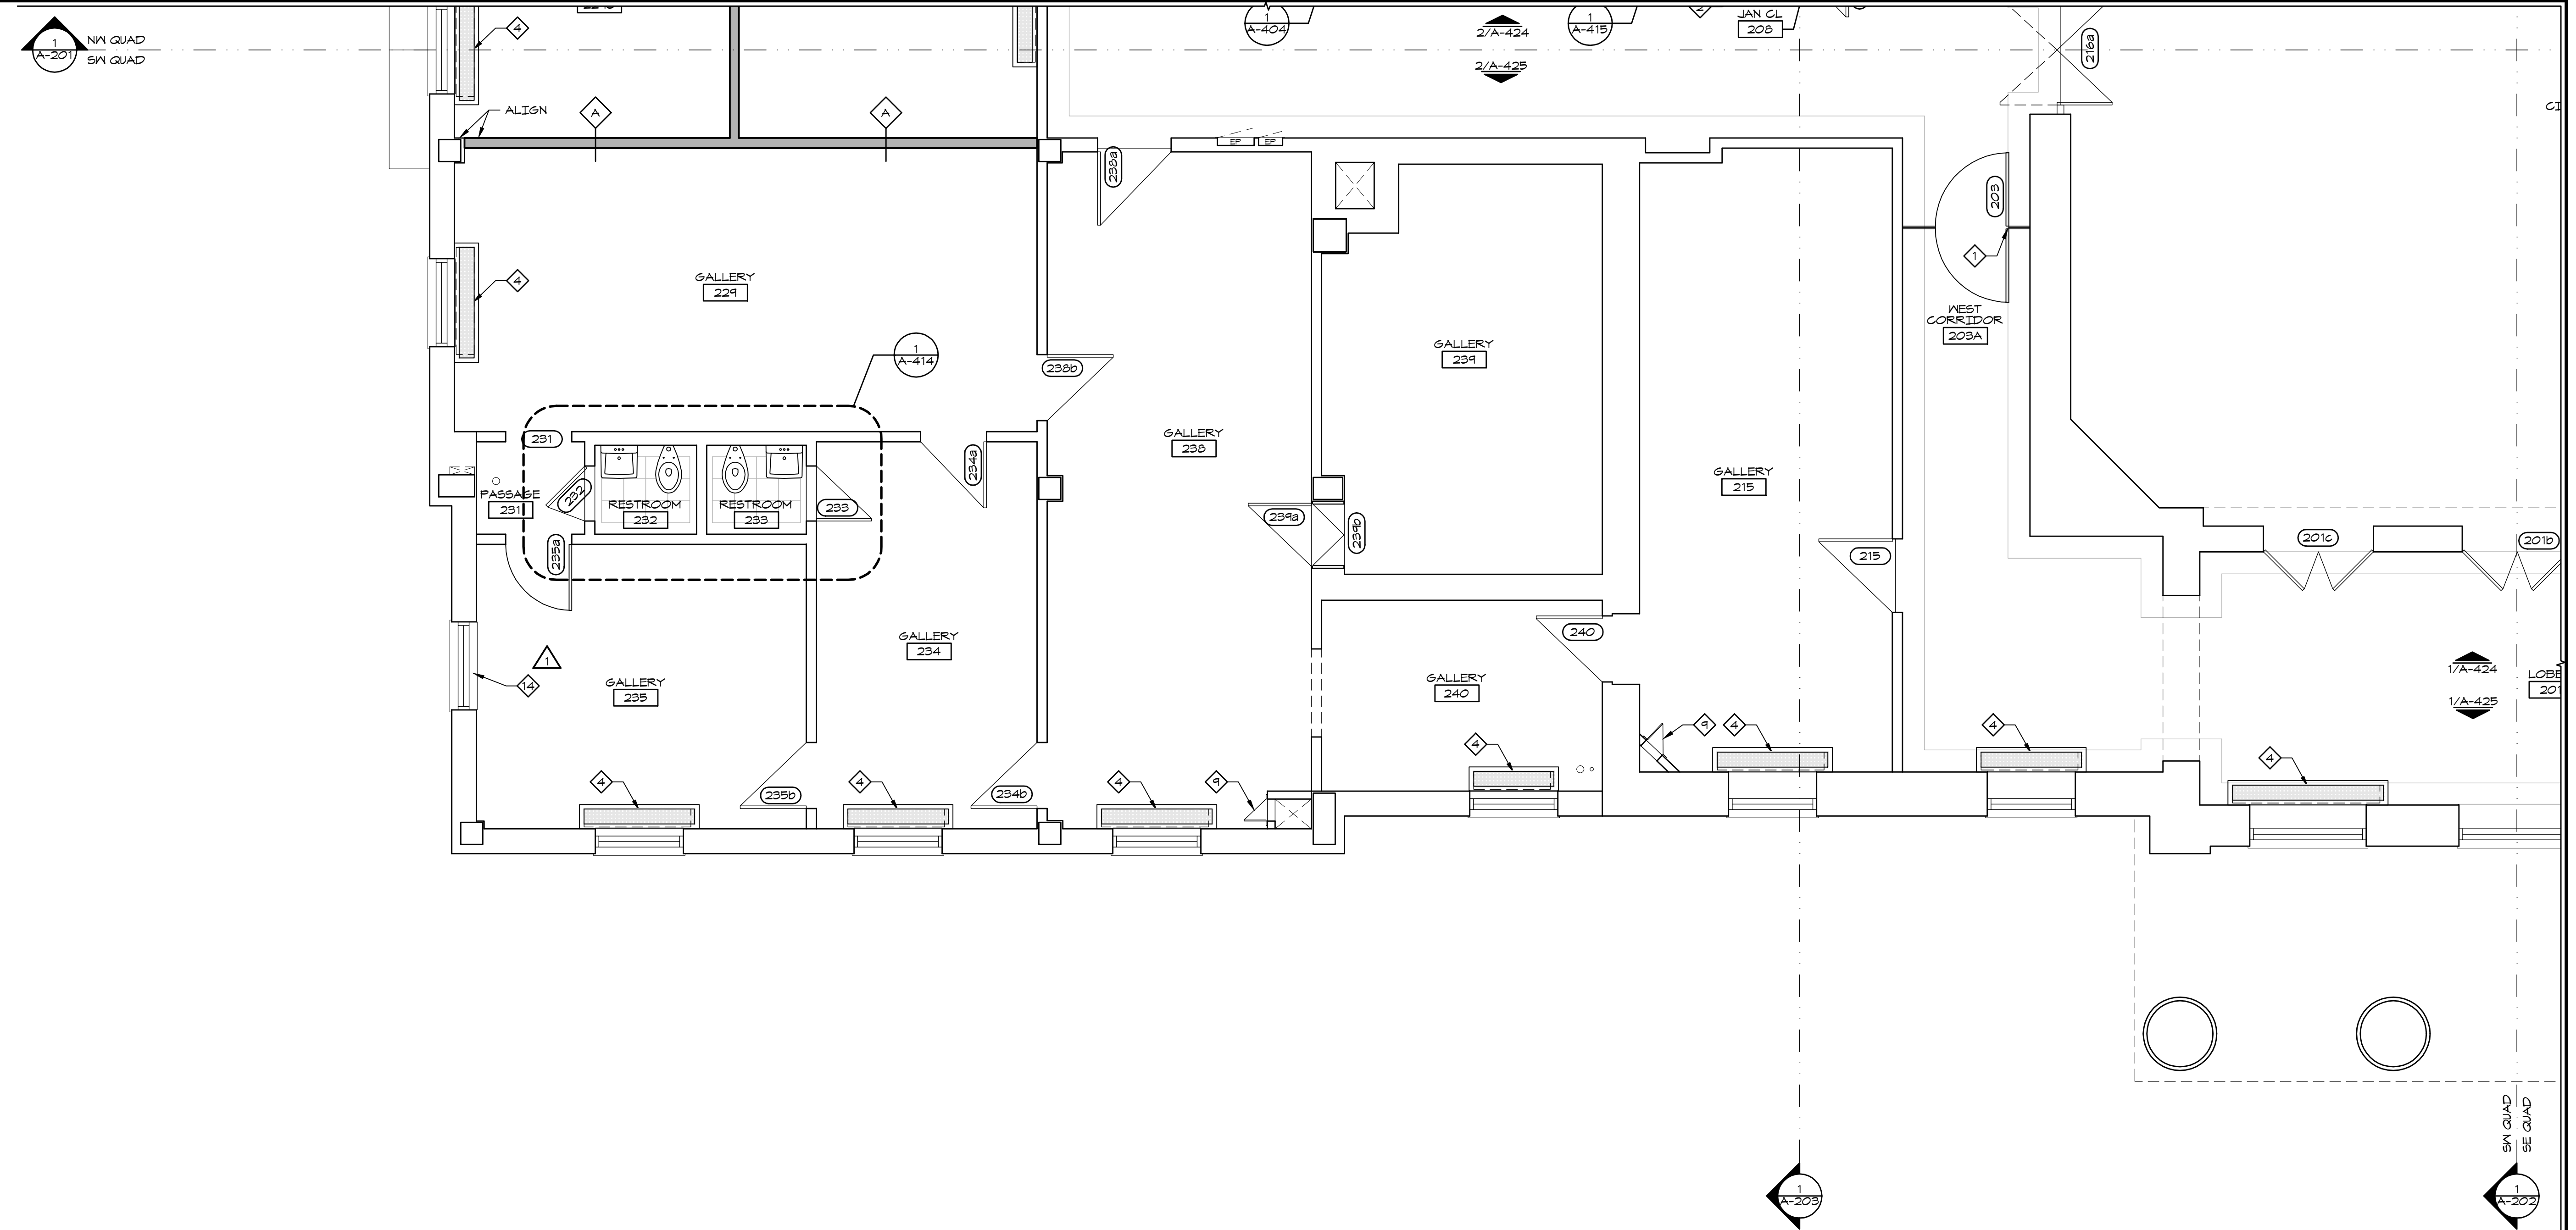 4
1
A-404
1
A-415
JAN CL
208
1
A-201
NW QUAD
SW QUAD
2/A-424
2/A-425
216a
ALIGN
A
A
EP
EP
238a
203
1
4
GALLERY
229
WEST
CORRIDOR
203A
1
A-414
238b
GALLERY
239
231
GALLERY
238
234a
GALLERY
215
PASSAGE
231
232
RESTROOM
232
RESTROOM
233
233
239a
239b
235a
215
201c
201b
GALLERY
234
240
1
14
GALLERY
235
GALLERY
240
1/A-424
1/A-425
201
4
9
4
4
4
4
235b
4
234b
4
9
SW QUAD
SE QUAD
1
A-203
1
A-202